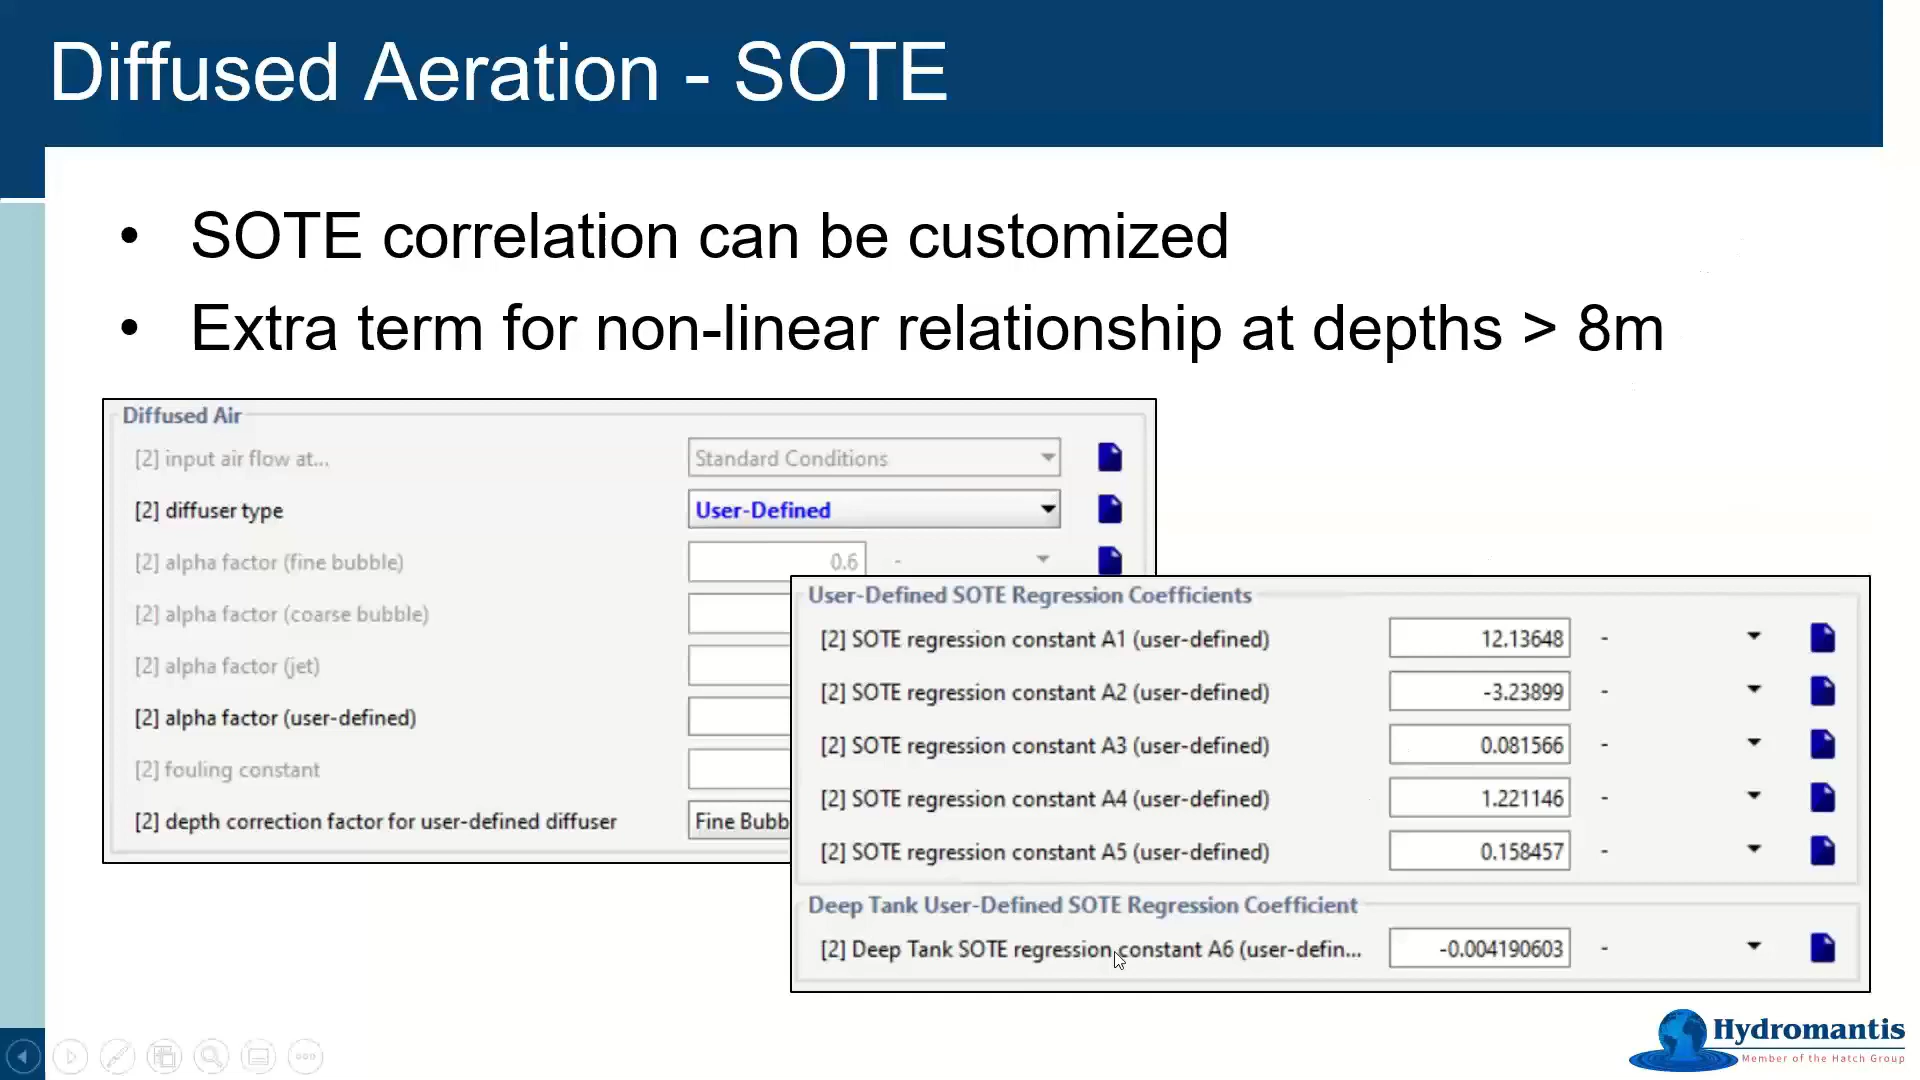 Diffused Aeration - SOTE
• SOTE correlation can be customized
• Extra term for non-linear relationship at depths > 8m
Diffused Air
[2] input air flow at... Standard Conditions
[2] diffuser type User-Defined
[2] alpha factor (fine bubble) 0.6 -
[2] alpha factor (coarse bubble)
[2] alpha factor (jet)
[2] alpha factor (user-defined)
[2] fouling constant
[2] depth correction factor for user-defined diffuser Fine Bubb
User-Defined SOTE Regression Coefficients
[2] SOTE regression constant A1 (user-defined) 12.13648 -
[2] SOTE regression constant A2 (user-defined) -3.23899 -
[2] SOTE regression constant A3 (user-defined) 0.081566 -
[2] SOTE regression constant A4 (user-defined) 1.221146 -
[2] SOTE regression constant A5 (user-defined) 0.158457 -
Deep Tank User-Defined SOTE Regression Coefficient
[2] Deep Tank SOTE regression constant A6 (user-defin... -0.004190603 -
Hydromantis
Member of the Hatch Group